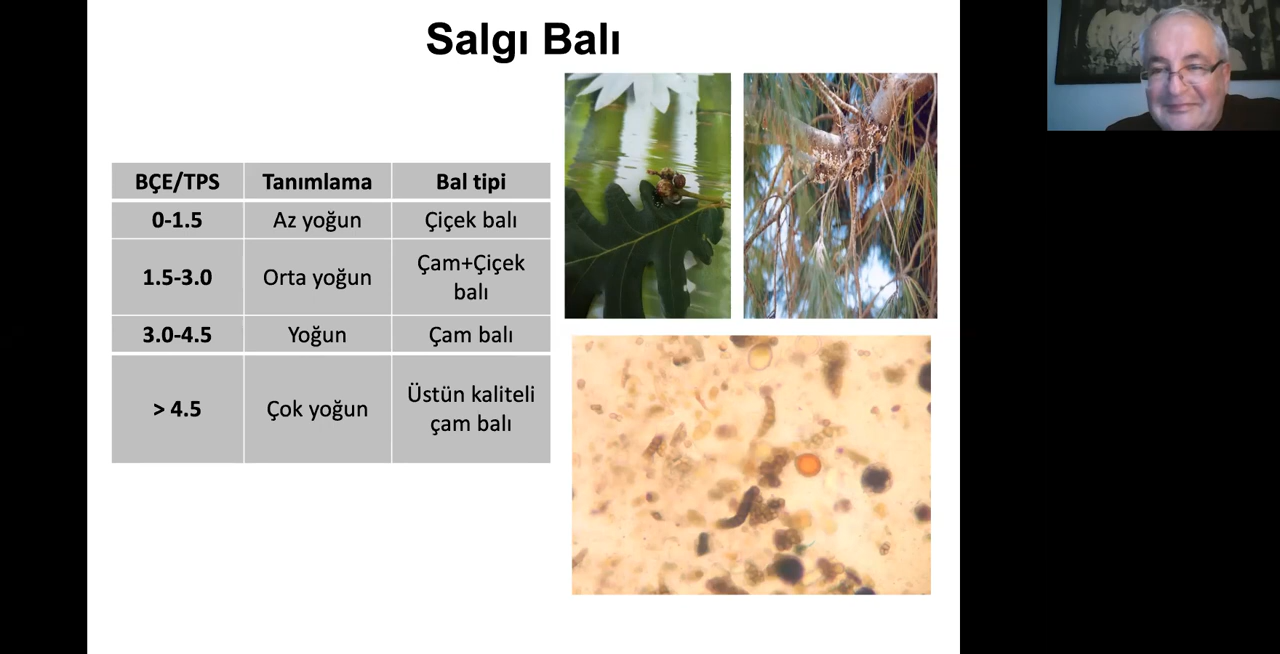 Salgı Balı
BÇE/TPS Tanımlama Bal tipi
0-1.5 Az yoğun Çiçek balı
1.5-3.0 Orta yoğun Çam+Çiçek
balı
3.0-4.5 Yoğun Çam balı
> 4.5 Çok yoğun Üstün kaliteli
çam balı